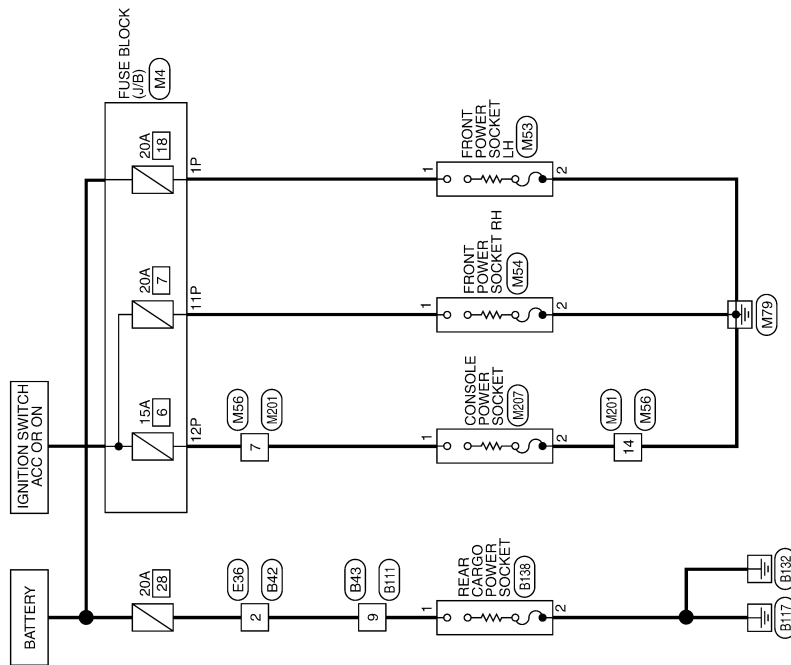 BATTERY
IGNITION SWITCH
ACC OR ON
FUSE BLOCK
(J/B)
M4
20A
28
15A
6
20A
7
20A
18
12P
11P
1P
E36
2
B42
M56
7
M201
B43
9
B111
1
REAR
CARGO
POWER
SOCKET
B138
2
1
CONSOLE
POWER
SOCKET
M207
2
1
FRONT
POWER
SOCKET RH
M54
2
1
FRONT
POWER
SOCKET
LH
M53
2
M201
14
M56
B117
B132
M79